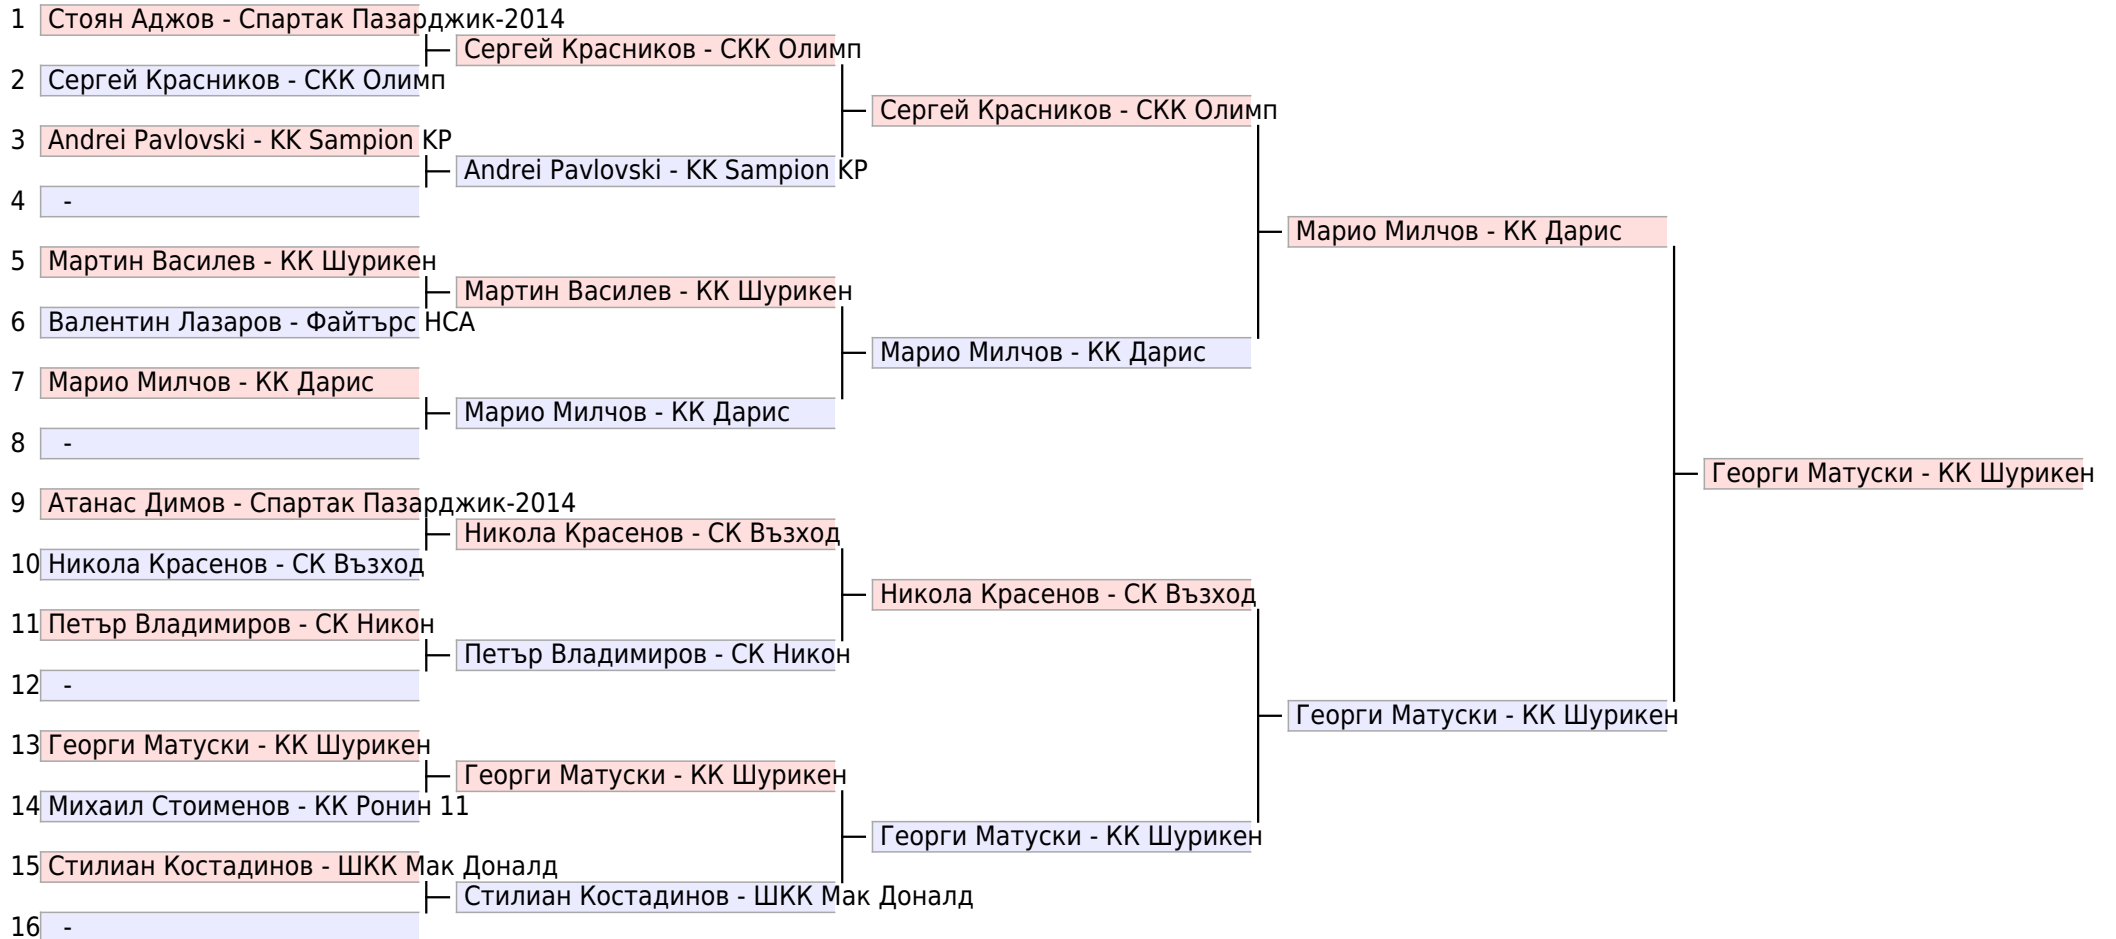 1 Стоян Аджов - Спартак Пазарджик-2014
2 Сергей Красников - СКК Олимп
3 Andrei Pavlovski - KK Sampion KP
4 -
5 Мартин Василев - КК Шурикен
6 Валентин Лазаров - Файтърс НСА
7 Марио Милчов - КК Дарис
8 -
9 Атанас Димов - Спартак Пазарджик-2014
10 Никола Красенов - СК Възход
11 Петър Владимиров - СК Никон
12 -
13 Георги Матуски - КК Шурикен
14 Михаил Стоименов - КК Ронин 11
15 Стилиан Костадинов - ШКК Мак Доналд
16 -
Сергей Красников - СКК Олимп
Andrei Pavlovski - KK Sampion KP
Мартин Василев - КК Шурикен
Марио Милчов - КК Дарис
Никола Красенов - СК Възход
Петър Владимиров - СК Никон
Георги Матуски - КК Шурикен
Стилиан Костадинов - ШКК Мак Доналд
Сергей Красников - СКК Олимп
Марио Милчов - КК Дарис
Никола Красенов - СК Възход
Георги Матуски - КК Шурикен
Марио Милчов - КК Дарис
Георги Матуски - КК Шурикен
Георги Матуски - КК Шурикен